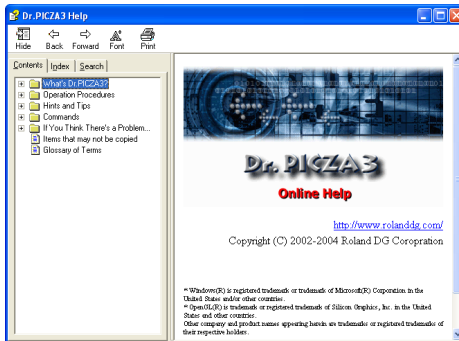 Dr.PICZA3 Help
Hide Back Forward Font Print
Contents Index Search
What's Dr.PICZA3?
Operation Procedures
Hints and Tips
Commands
If You Think There's a Problem...
Items that may not be copied
Glossary of Terms
Dr. PICZA3
Online Help
http://www.rolanddg.com/
Copyright (C) 2002-2004 Roland DG Coropration
* Windows(R) is registered trademark or trademark of Microsoft(R) Corporation in the
United States and/or other countries.
* OpenGL(R) is trademark or registered trademark of Silicon Graphics, Inc. in the United
States and other countries.
Other company and product names appearing herein are trademarks or registered trademarks of
their respective holders.